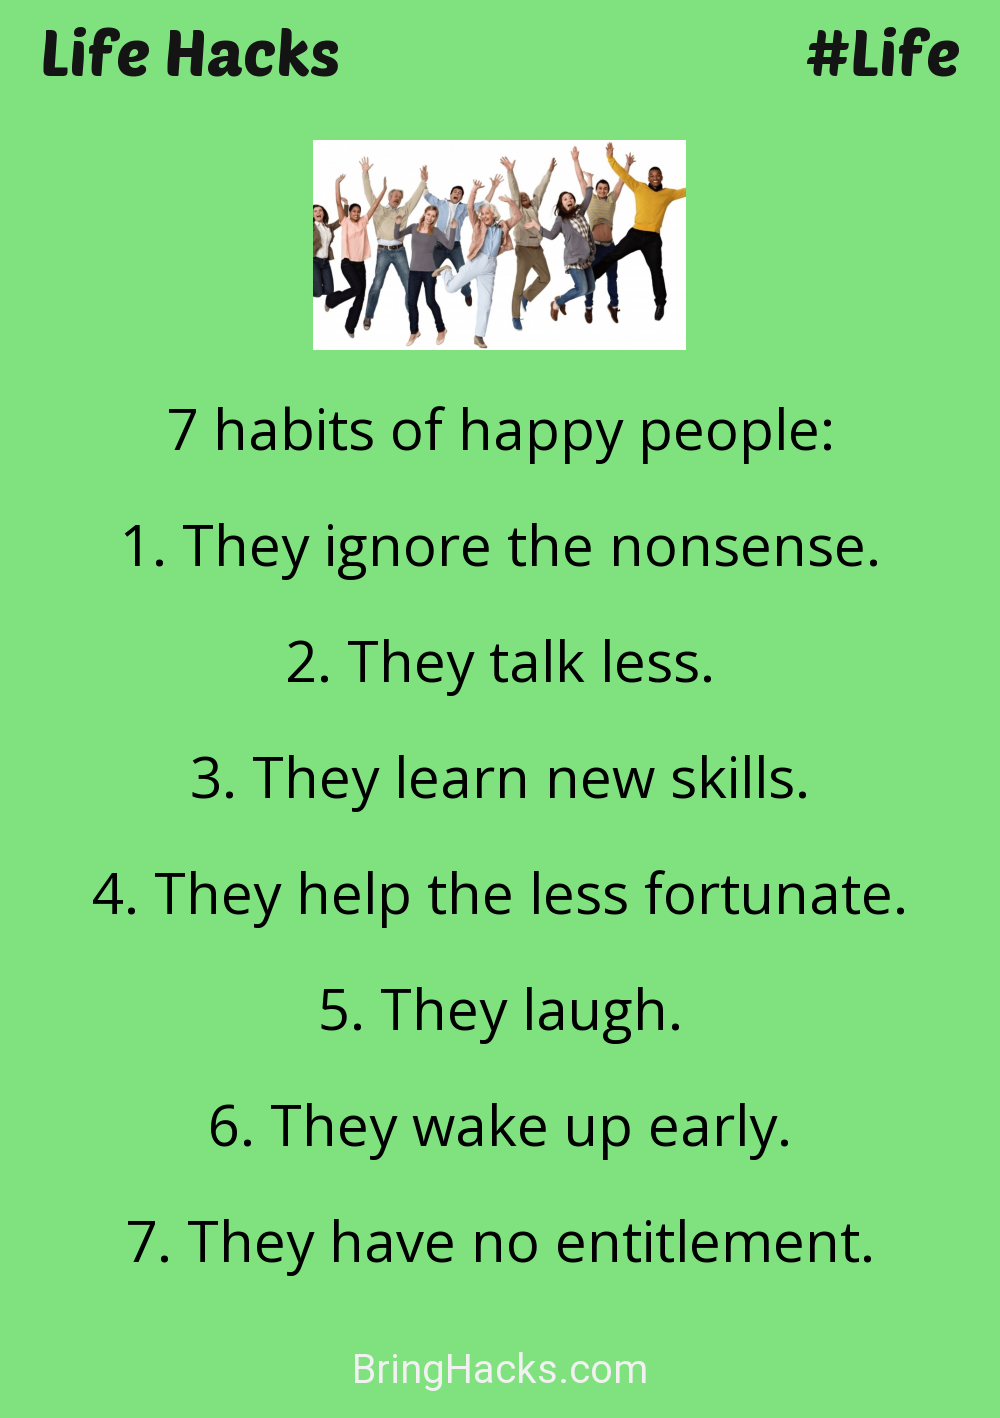 Life Hacks
#Life
7 habits of happy people:
1. They ignore the nonsense.
2. They talk less.
3. They learn new skills.
4. They help the less fortunate.
5. They laugh.
6. They wake up early.
7. They have no entitlement.
BringHacks.com